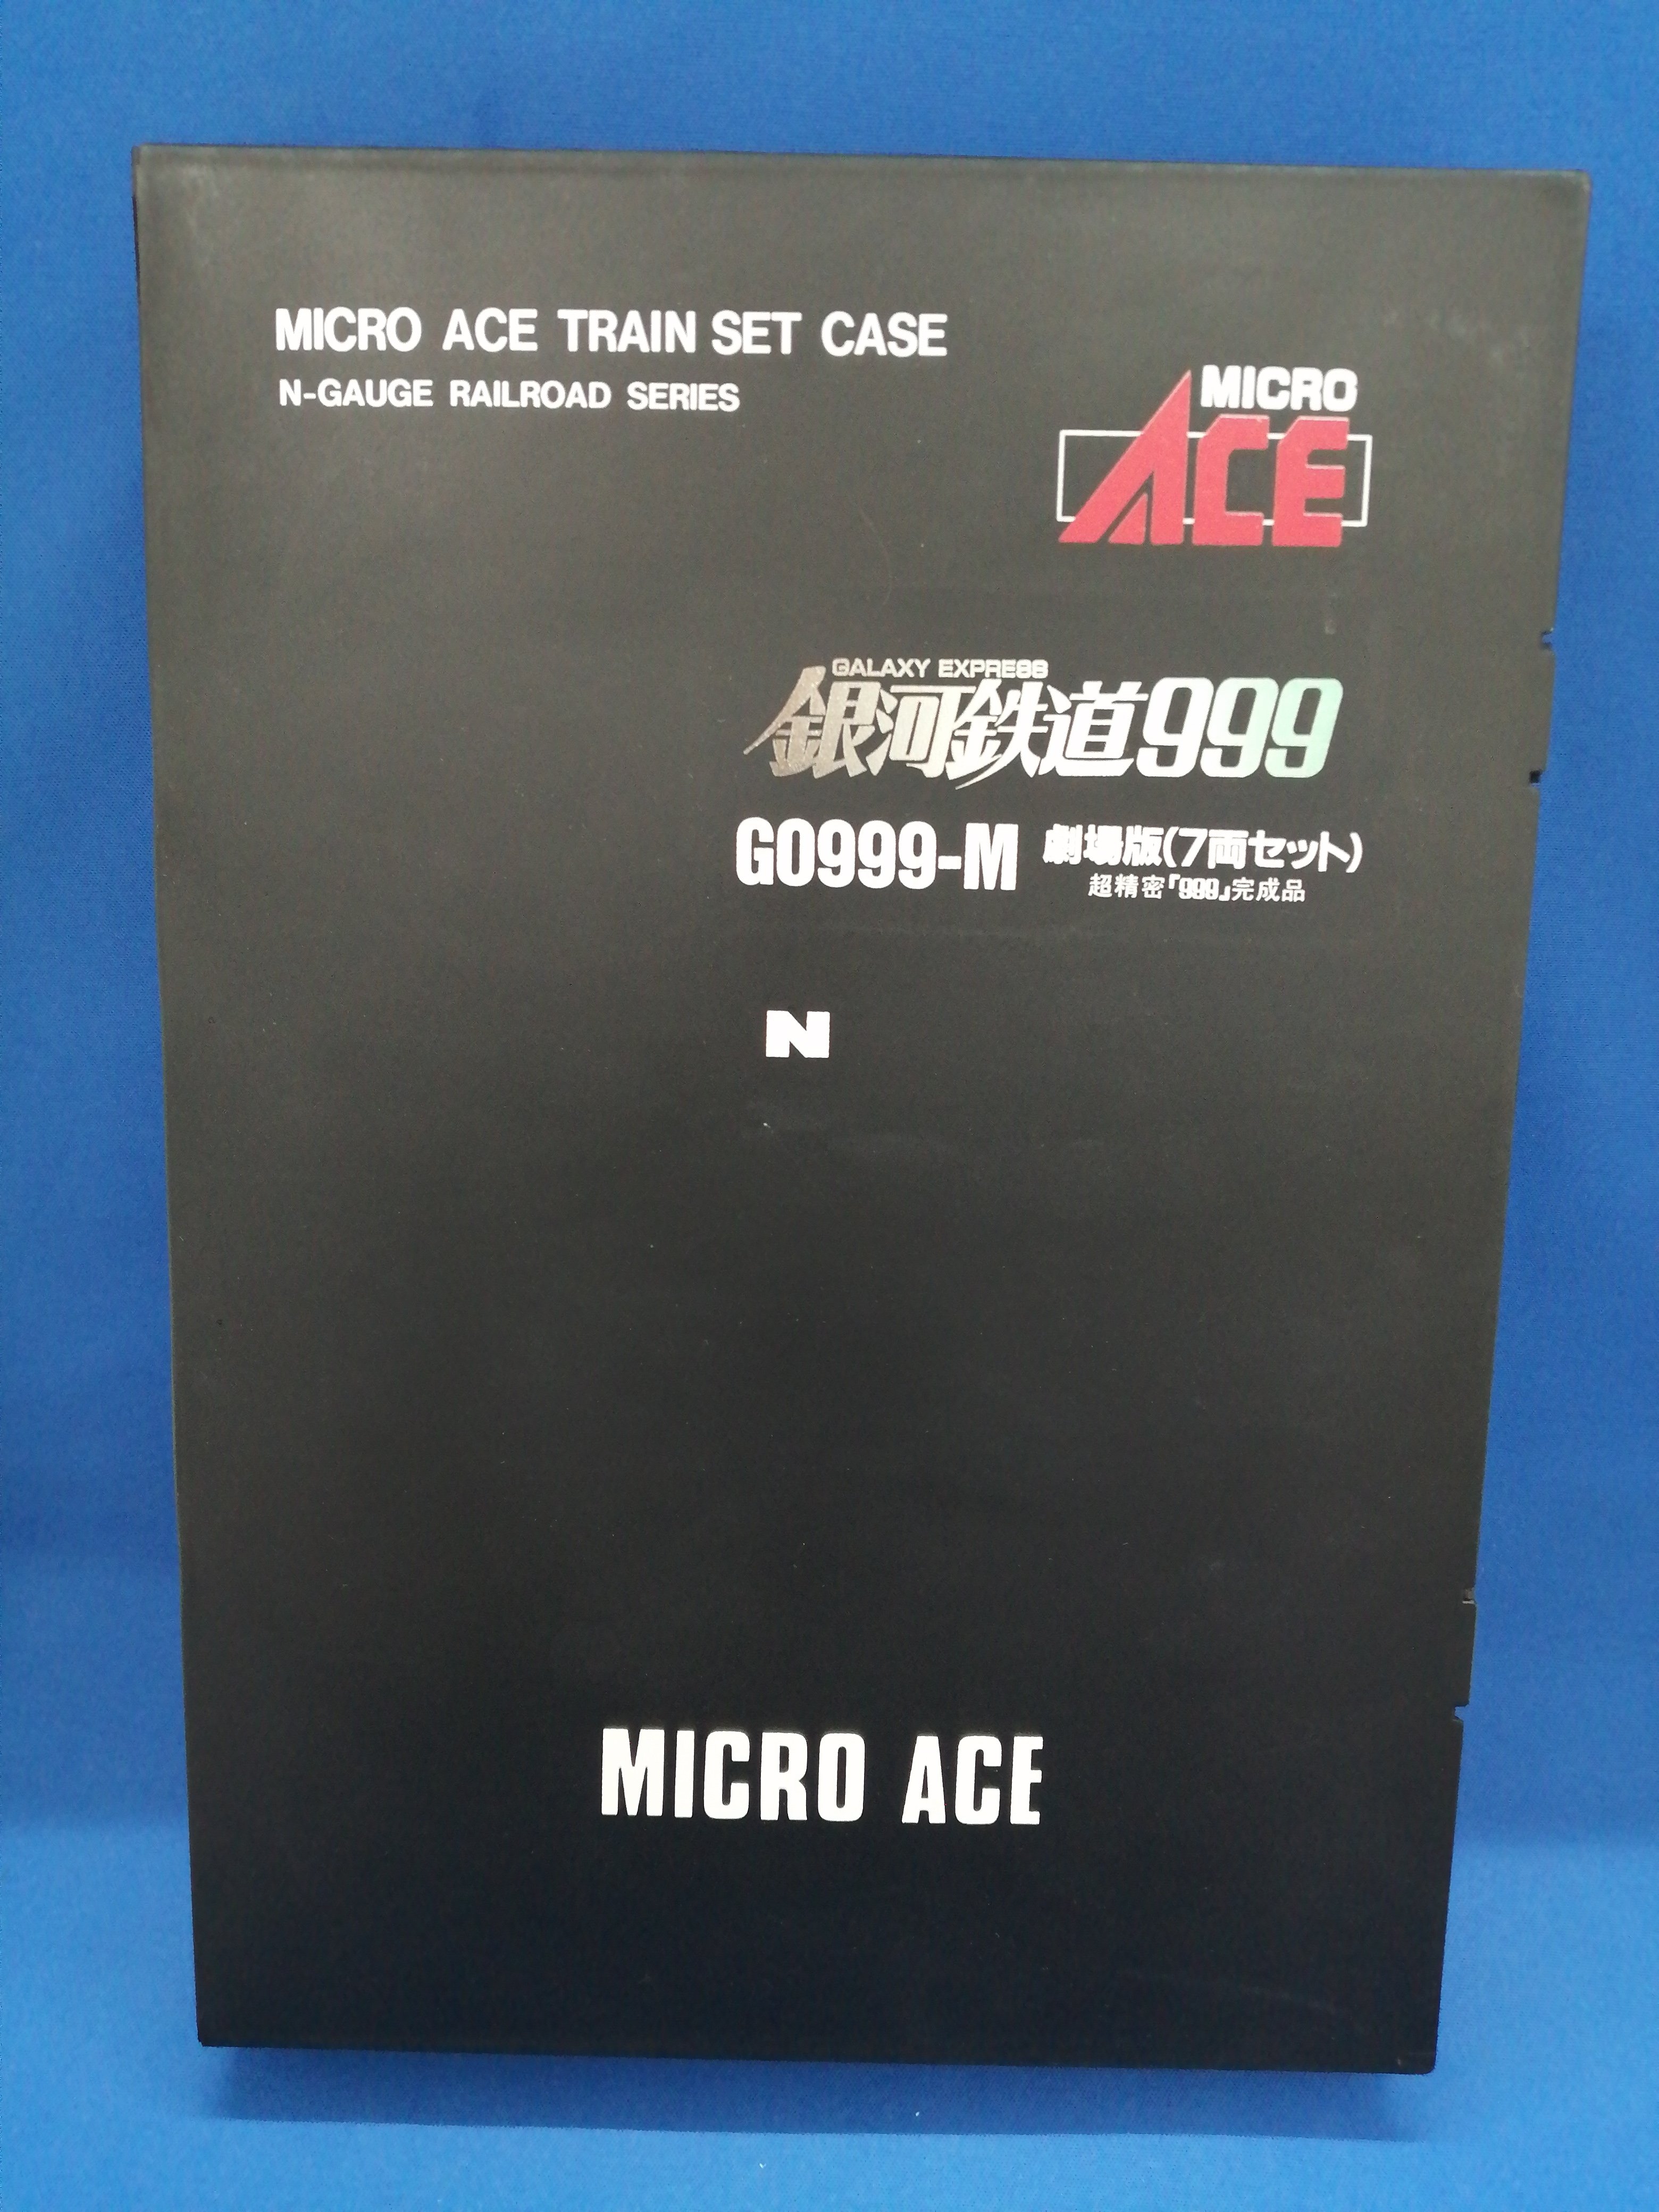 MICRO ACE TRAIN SET CASE
N-GAUGE RAILROAD SERIES
MICRO
ACE
GALAXY EXPRESS
銀河鉄道999
G0999-M 劇場版(7両セット)
超精密『999』完成品
N
MICRO ACE